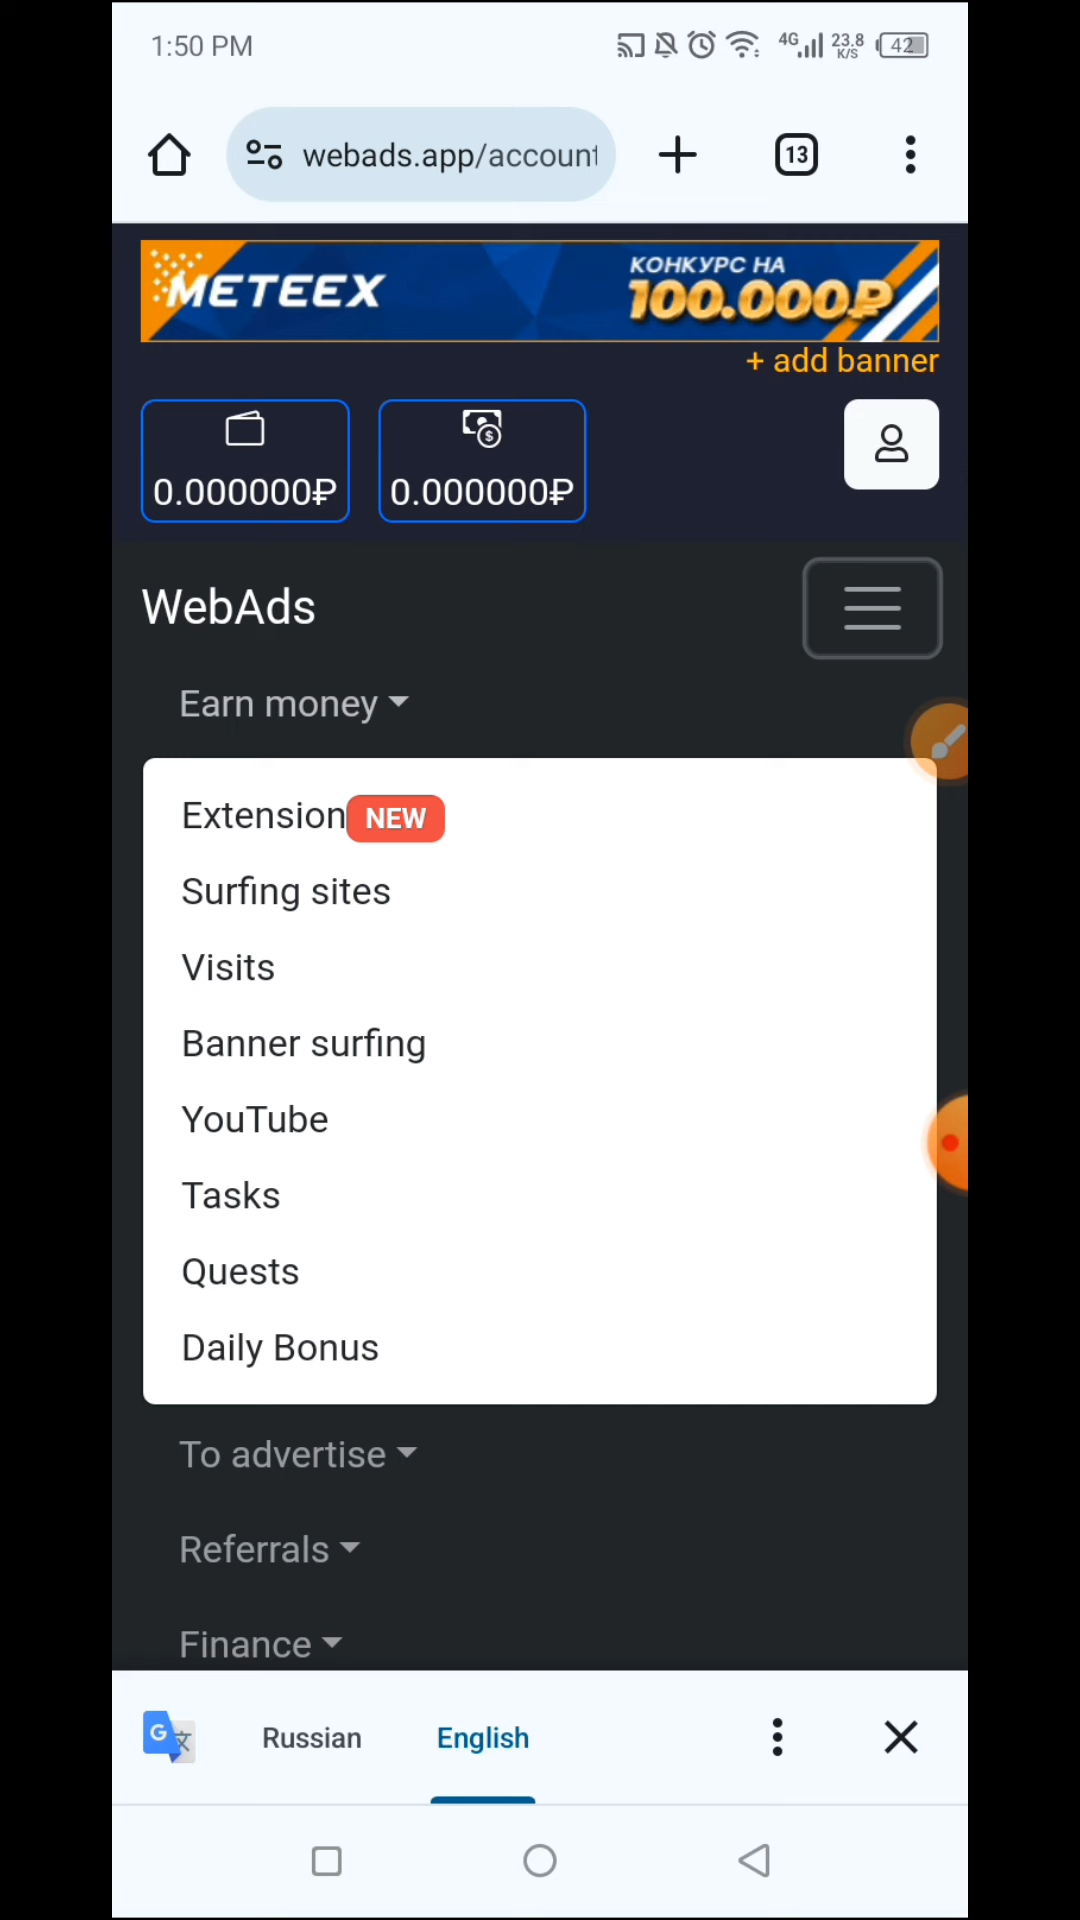 1:50 PM 4G 23.8 K/S 42
webads.app/account
13
METEEX
КОНКУРС НА
100.000₽
+ add banner
0.000000₽ 0.000000₽
WebAds
Earn money
Extension NEW
Surfing sites
Visits
Banner surfing
YouTube
Tasks
Quests
Daily Bonus
To advertise
Referrals
Finance
G 文 Russian English